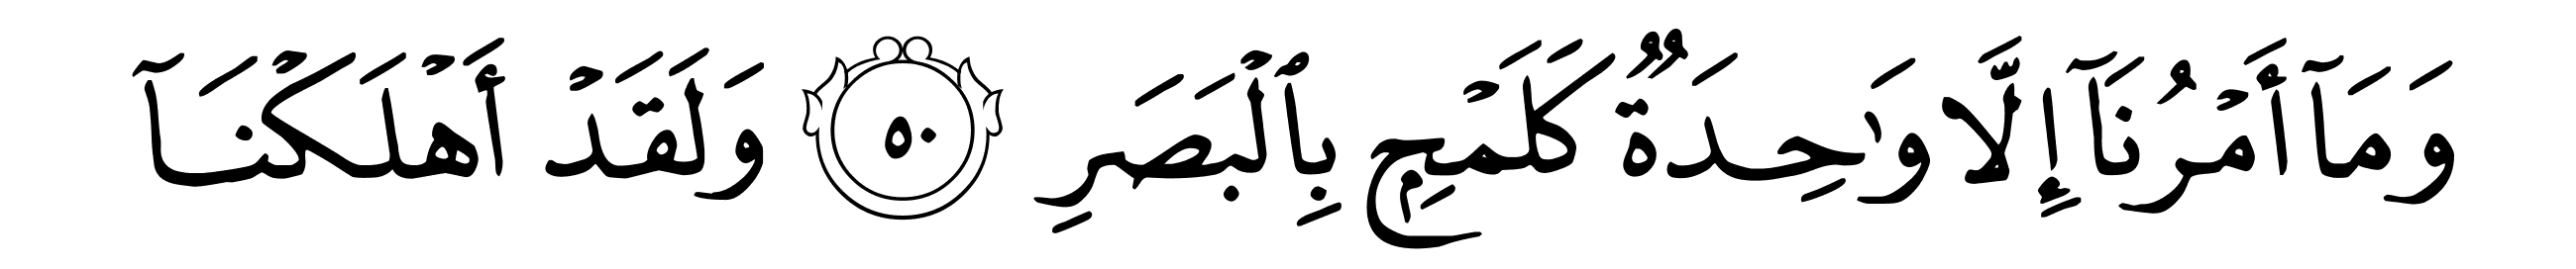 وَمَآ أَمْرُنَآ إِلَّا وَٰحِدَةٌ كَلَمْحٍۭ بِٱلْبَصَرِ ٥٠ وَلَقَدْ أَهْلَكْنَآ